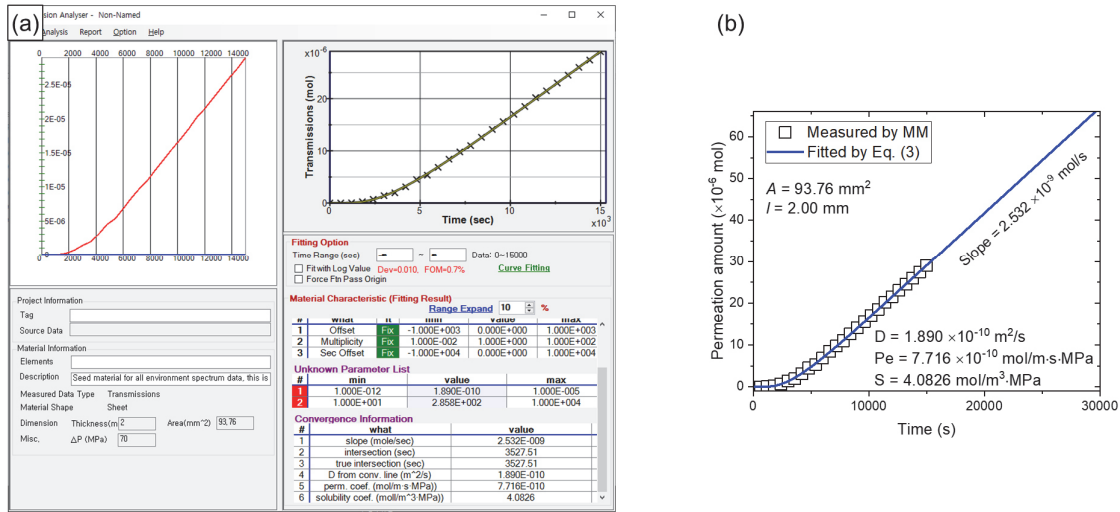 (a)
sion Analyser - Non-Named
Analysis Report Option Help
0 2000 4000 6000 8000 10000 12000 14000
0 2000 4000 6000 8000 10000 12000 14000
2.5E-05
2E-05
1.5E-05
1E-05
5E-06
×10⁻⁶
Transmissions (mol)
20
10
0
0 5 10 15
Time (sec)
×10³
Project Information
Tag
Source Data
Material Information
Elements
Description Seed material for all environment spectrum data, this is
Measured Data Type Transmissions
Material Shape Sheet
Dimension Thickness(m 2 Area(mm^2) 93,76
Misc, ΔP (MPa) 70
Fitting Option
Time Range (sec) ~ Data: 0~15000
Fit with Log Value Dev=0.010, FOM=0.7% Curve Fitting
Force Ftn Pass Origin
Material Characteristic (Fitting Result)
Range Expand 10 %
# what fit min value max
1 Offset Fix -1.000E+003 0.000E+000 1.000E+003
2 Multiplicity Fix 1.000E-002 1.000E+000 1.000E+002
3 Sec Offset Fix -1.000E+004 0.000E+000 1.000E+004
Unknown Parameter List
# min value max
1 1.000E-012 1.890E-010 1.000E-005
2 1.000E+001 2.858E+002 1.000E+004
Convergence Information
# what value
1 slope (mole/sec) 2.532E-009
2 intersection (sec) 3527.51
3 true intersection (sec) 3527.51
4 D from conv. line (m^2/s) 1.890E-010
5 perm. coef. (mol/m·s·MPa)) 7.716E-010
6 solubility coef. (moll/m^3·MPa)) 4.0826
(b)
Permeation amount (×10⁻⁶ mol)
60
50
40
30
20
10
0
Measured by MM
Fitted by Eq. (3)
A = 93.76 mm²
l = 2.00 mm
Slope = 2.532 ×10⁻⁹ mol/s
D = 1.890 ×10⁻¹⁰ m²/s
Pe = 7.716 ×10⁻¹⁰ mol/m·s·MPa
S = 4.0826 mol/m³·MPa
0 10000 20000 30000
Time (s)